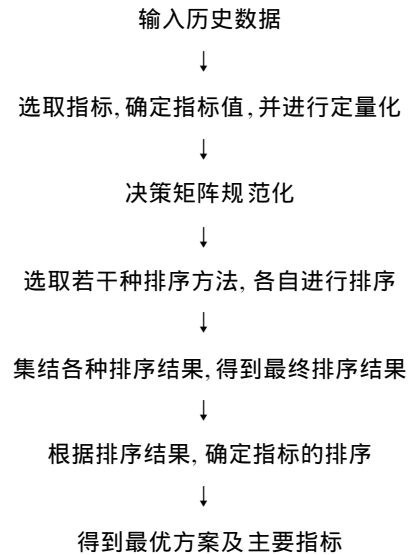 输入历史数据
↓
选取指标, 确定指标值, 并进行定量化
↓
决策矩阵规范化
↓
选取若干种排序方法, 各自进行排序
↓
集结各种排序结果, 得到最终排序结果
↓
根据排序结果, 确定指标的排序
↓
得到最优方案及主要指标